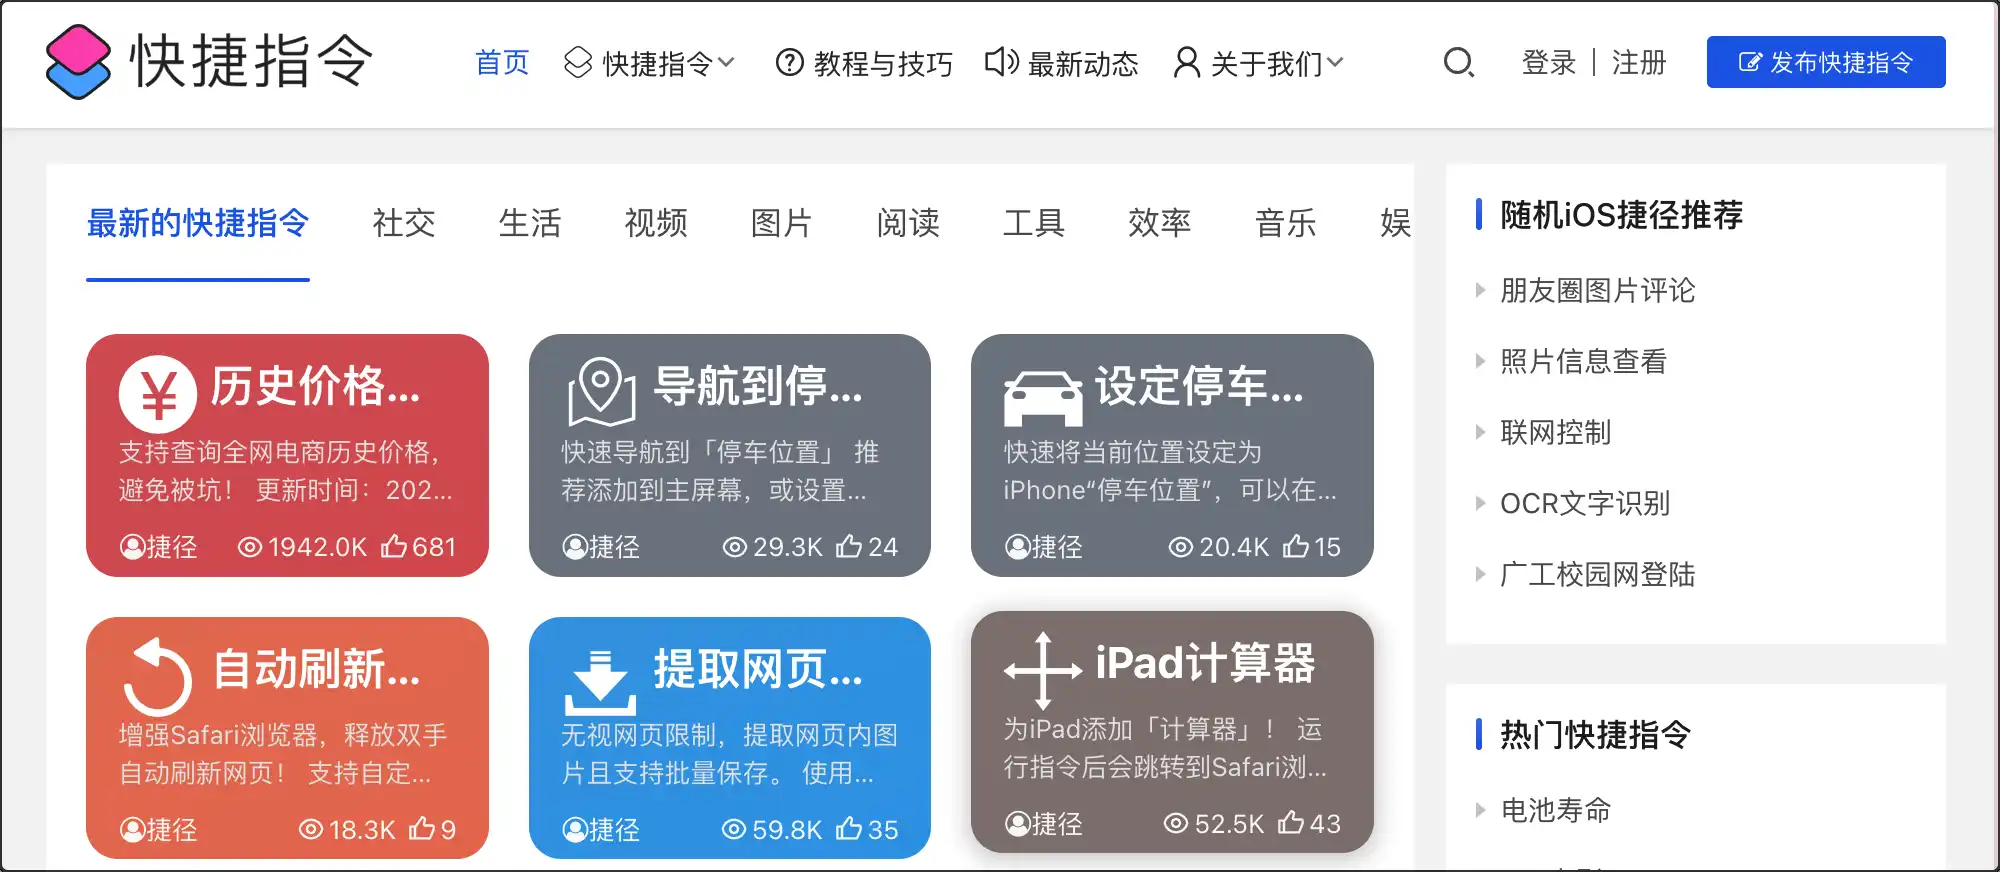 快捷指令
首页 快捷指令 教程与技巧 最新动态 关于我们 登录 | 注册 发布快捷指令
最新的快捷指令 社交 生活 视频 图片 阅读 工具 效率 音乐 娱
历史价格...
支持查询全网电商历史价格，
避免被坑！ 更新时间：202...
捷径 1942.0K 681
导航到停...
快速导航到「停车位置」 推
荐添加到主屏幕，或设置...
捷径 29.3K 24
设定停车...
快速将当前位置设定为
iPhone“停车位置”，可以在...
捷径 20.4K 15
自动刷新...
增强Safari浏览器，释放双手
自动刷新网页！ 支持自定...
捷径 18.3K 9
提取网页...
无视网页限制，提取网页内图
片且支持批量保存。 使用...
捷径 59.8K 35
iPad计算器
为iPad添加「计算器」！ 运
行指令后会跳转到Safari浏...
捷径 52.5K 43
随机iOS捷径推荐
朋友圈图片评论
照片信息查看
联网控制
OCR文字识别
广工校园网登陆
热门快捷指令
电池寿命